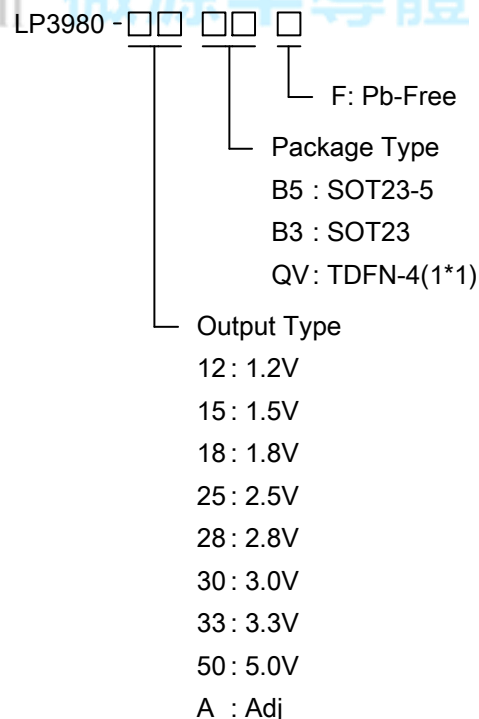 LP3980 -□□ □□ □
F: Pb-Free
Package Type
B5 : SOT23-5
B3 : SOT23
QV: TDFN-4(1*1)
Output Type
12 : 1.2V
15 : 1.5V
18 : 1.8V
25 : 2.5V
28 : 2.8V
30 : 3.0V
33 : 3.3V
50 : 5.0V
A : Adj